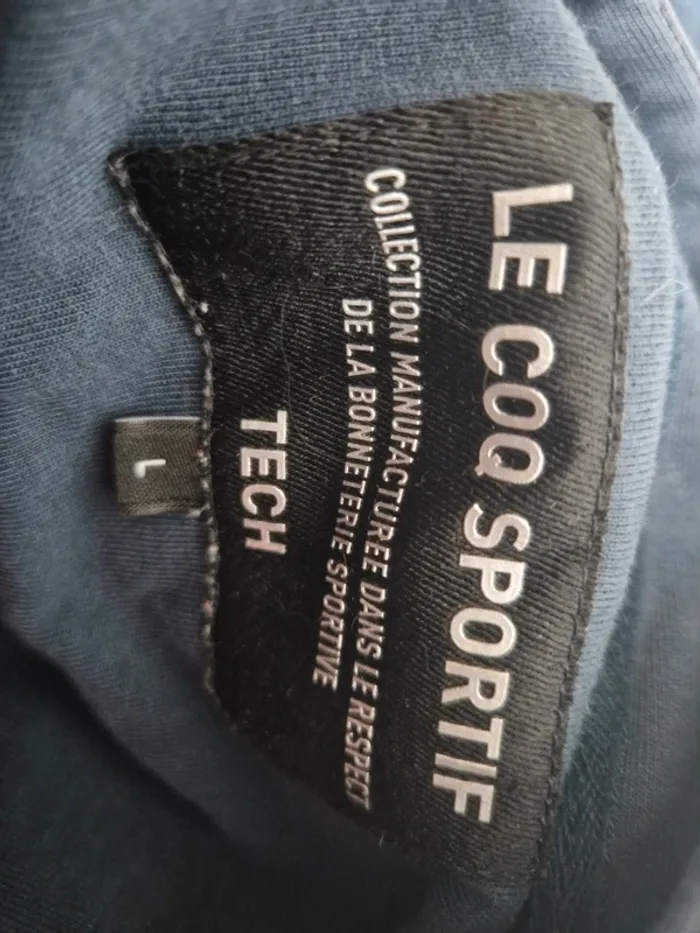 LE COQ SPORTIF
COLLECTION MANUFACTUREE DANS LE RESPECT
DE LA BONNETERIE SPORTIVE
TECH
L